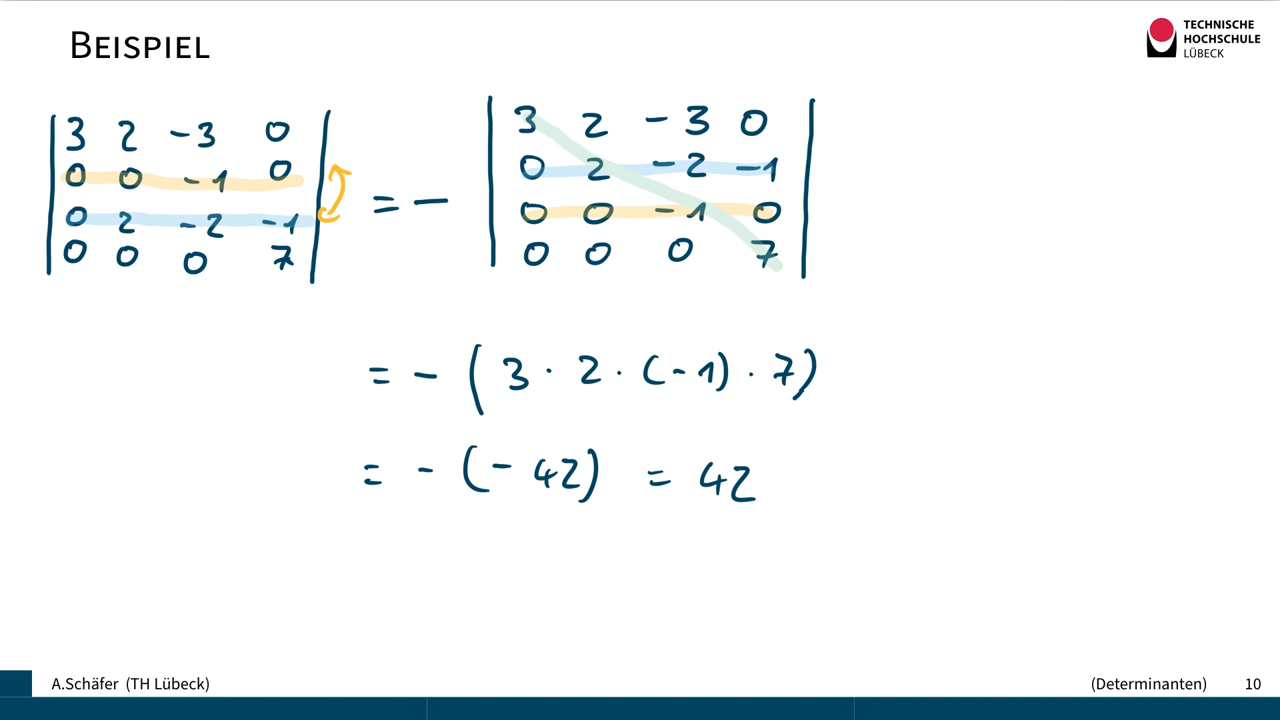 BEISPIEL
TECHNISCHE
HOCHSCHULE
LÜBECK
| 3 2 -3 0 |
| 0 0 -1 0 |
| 0 2 -2 -1 |
| 0 0 0 7 |
= -
| 3 2 -3 0 |
| 0 2 -2 -1 |
| 0 0 -1 0 |
| 0 0 0 7 |
= - ( 3 · 2 · (-1) · 7)
= - (- 42) = 42
A.Schäfer (TH Lübeck) (Determinanten) 10